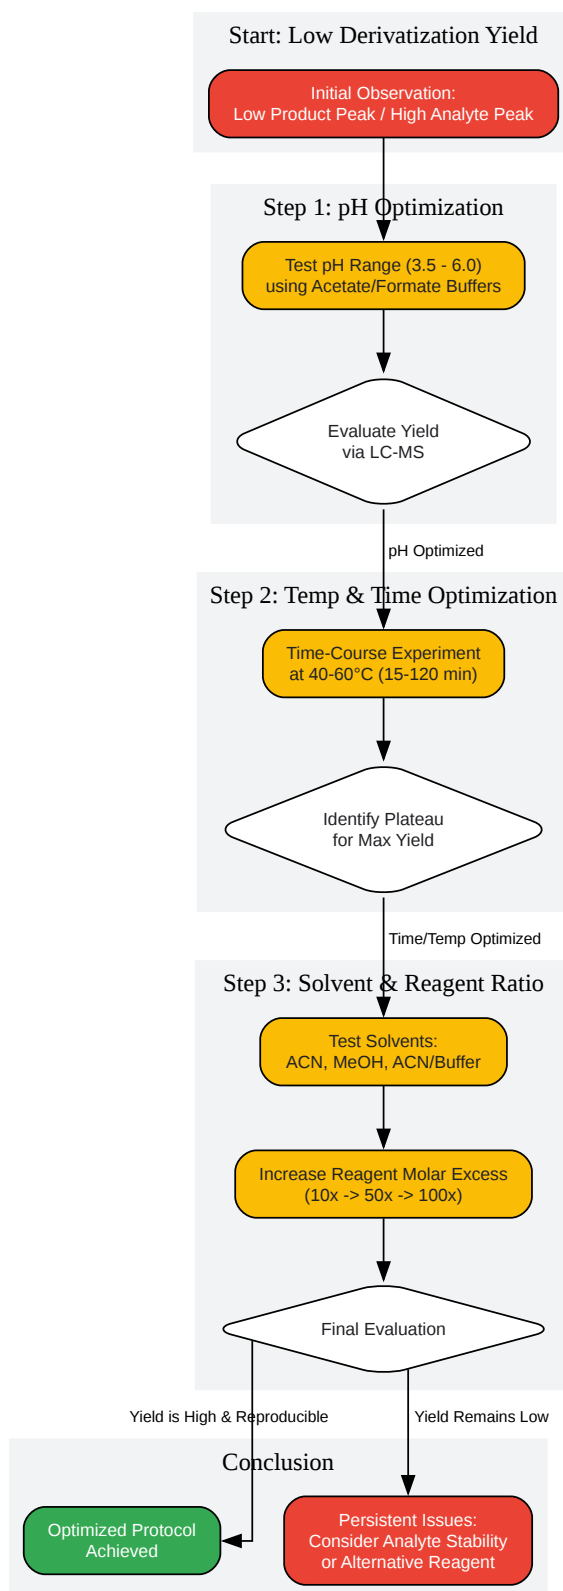 Start: Low Derivatization Yield
Initial Observation:
Low Product Peak / High Analyte Peak
Step 1: pH Optimization
Test pH Range (3.5 - 6.0)
using Acetate/Formate Buffers
Evaluate Yield
via LC-MS
pH Optimized
Step 2: Temp & Time Optimization
Time-Course Experiment
at 40-60°C (15-120 min)
Identify Plateau
for Max Yield
Time/Temp Optimized
Step 3: Solvent & Reagent Ratio
Test Solvents:
ACN, MeOH, ACN/Buffer
Increase Reagent Molar Excess
(10x -> 50x -> 100x)
Final Evaluation
Yield is High & Reproducible
Yield Remains Low
Conclusion
Optimized Protocol
Achieved
Persistent Issues:
Consider Analyte Stability
or Alternative Reagent